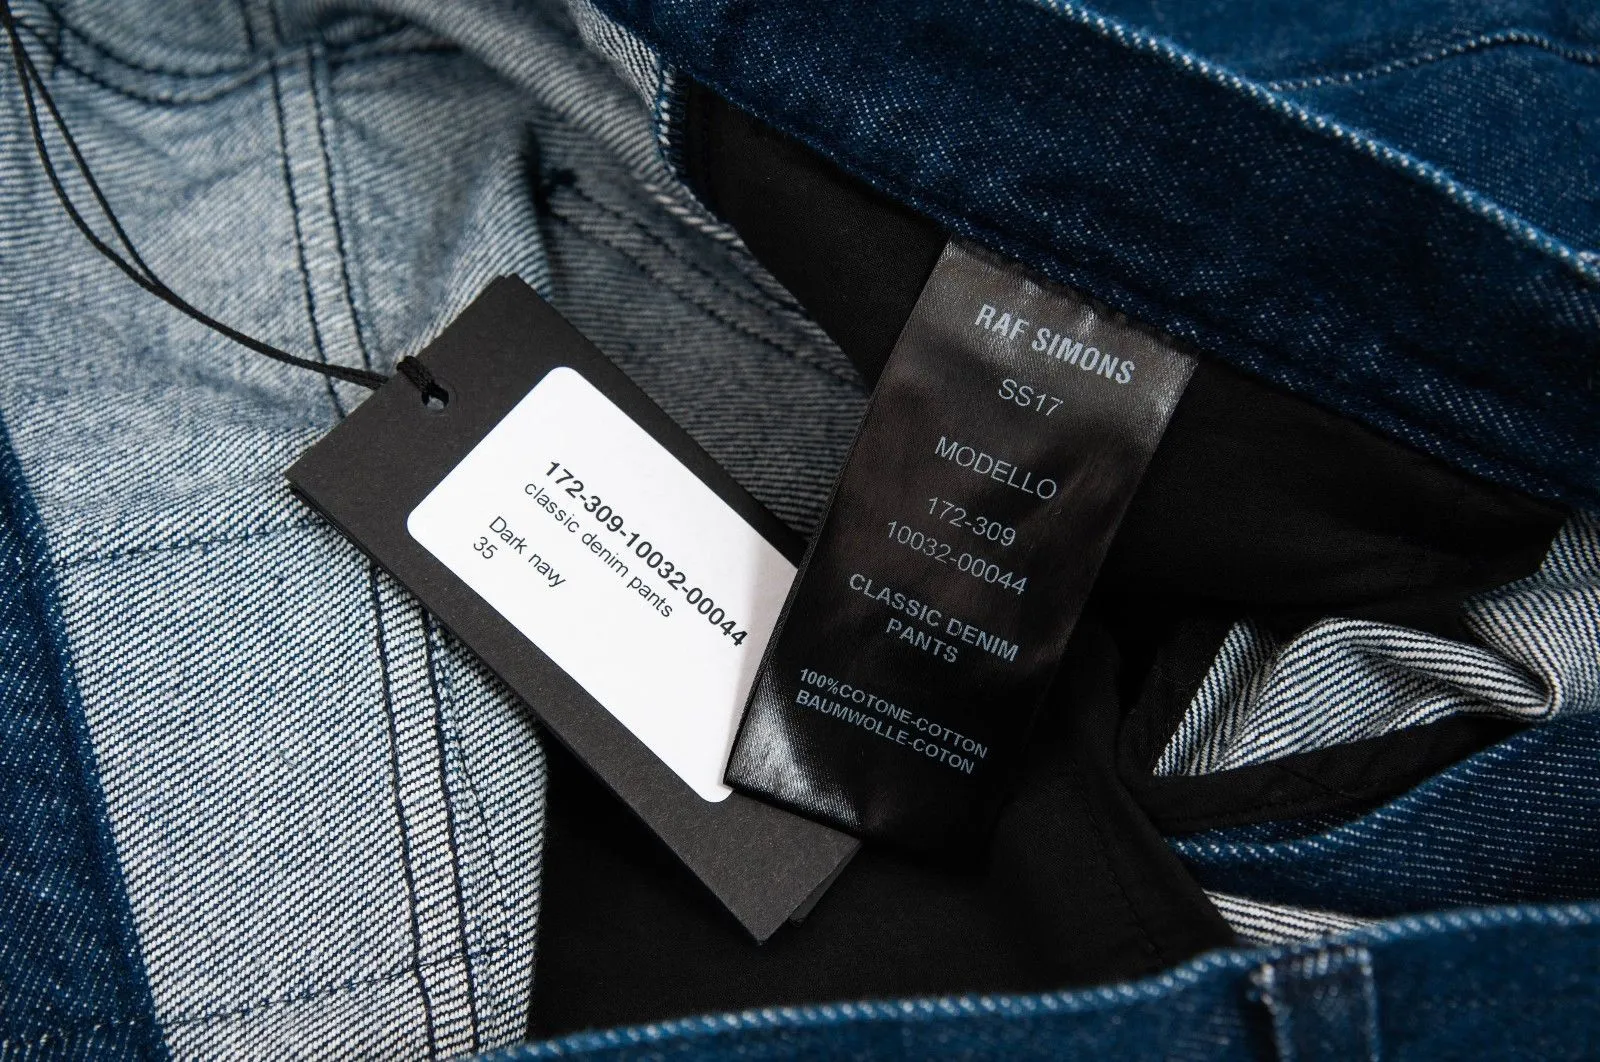 172-309-10032-00044
classic denim pants
Dark navy
35
RAF SIMONS
SS17
MODELLO
172-309
10032-00044
CLASSIC DENIM
PANTS
100%COTONE-COTTON
BAUMWOLLE-COTON